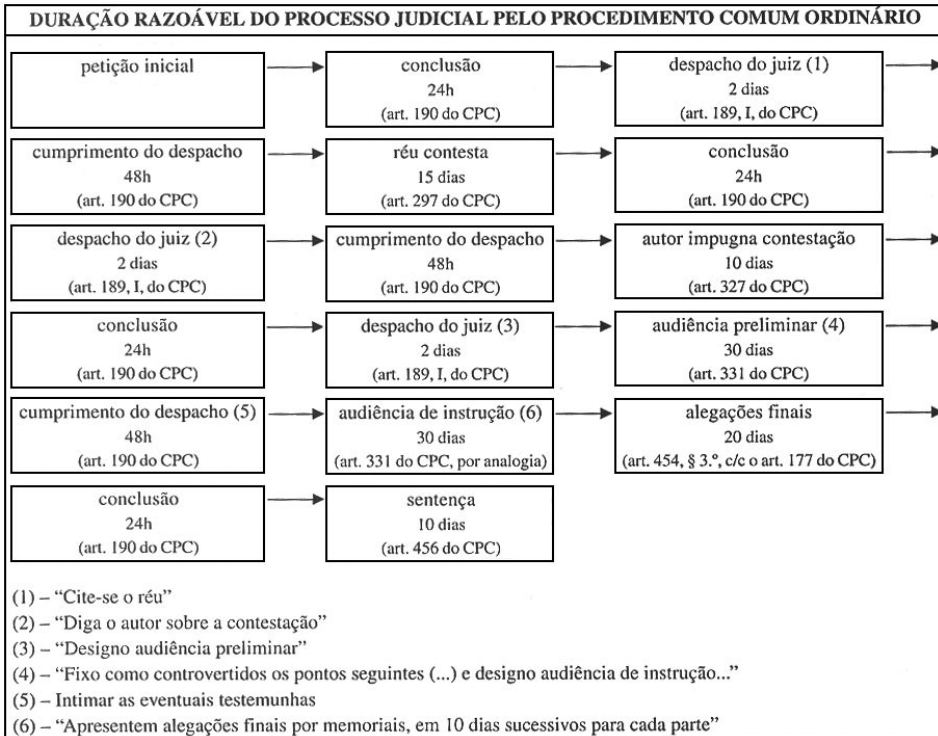 DURAÇÃO RAZOÁVEL DO PROCESSO JUDICIAL PELO PROCEDIMENTO COMUM ORDINÁRIO
petição inicial
conclusão
24h
(art. 190 do CPC)
despacho do juiz (1)
2 dias
(art. 189, I, do CPC)
cumprimento do despacho
48h
(art. 190 do CPC)
réu contesta
15 dias
(art. 297 do CPC)
conclusão
24h
(art. 190 do CPC)
despacho do juiz (2)
2 dias
(art. 189, I, do CPC)
cumprimento do despacho
48h
(art. 190 do CPC)
autor impugna contestação
10 dias
(art. 327 do CPC)
conclusão
24h
(art. 190 do CPC)
despacho do juiz (3)
2 dias
(art. 189, I, do CPC)
audiência preliminar (4)
30 dias
(art. 331 do CPC)
cumprimento do despacho (5)
48h
(art. 190 do CPC)
audiência de instrução (6)
30 dias
(art. 331 do CPC, por analogia)
alegações finais
20 dias
(art. 454, § 3.º, c/c o art. 177 do CPC)
conclusão
24h
(art. 190 do CPC)
sentença
10 dias
(art. 456 do CPC)
(1) – “Cite-se o réu”
(2) – “Diga o autor sobre a contestação”
(3) – “Designo audiência preliminar”
(4) – “Fixo como controvertidos os pontos seguintes (...) e designo audiência de instrução...”
(5) – Intimar as eventuais testemunhas
(6) – “Apresentem alegações finais por memoriais, em 10 dias sucessivos para cada parte”